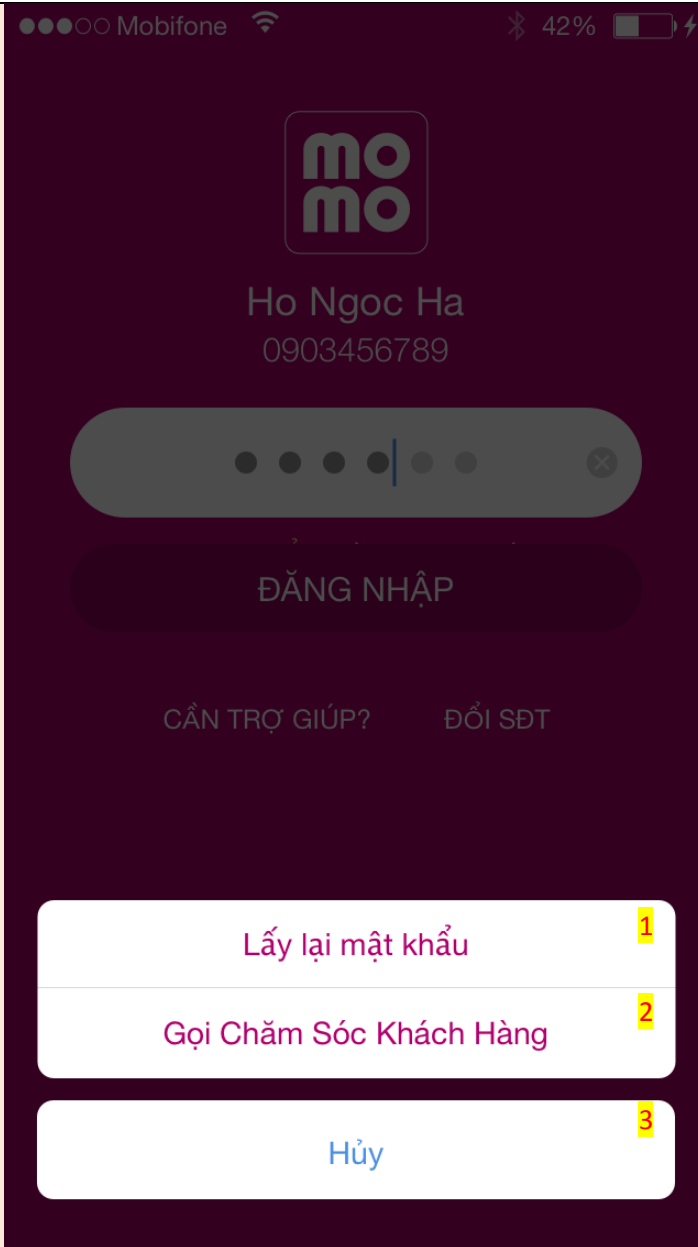 Mobifone 42%
mo
mo
Ho Ngoc Ha
0903456789
ĐĂNG NHẬP
CẦN TRỢ GIÚP? ĐỔI SĐT
Lấy lại mật khẩu 1
Gọi Chăm Sóc Khách Hàng 2
Hủy 3